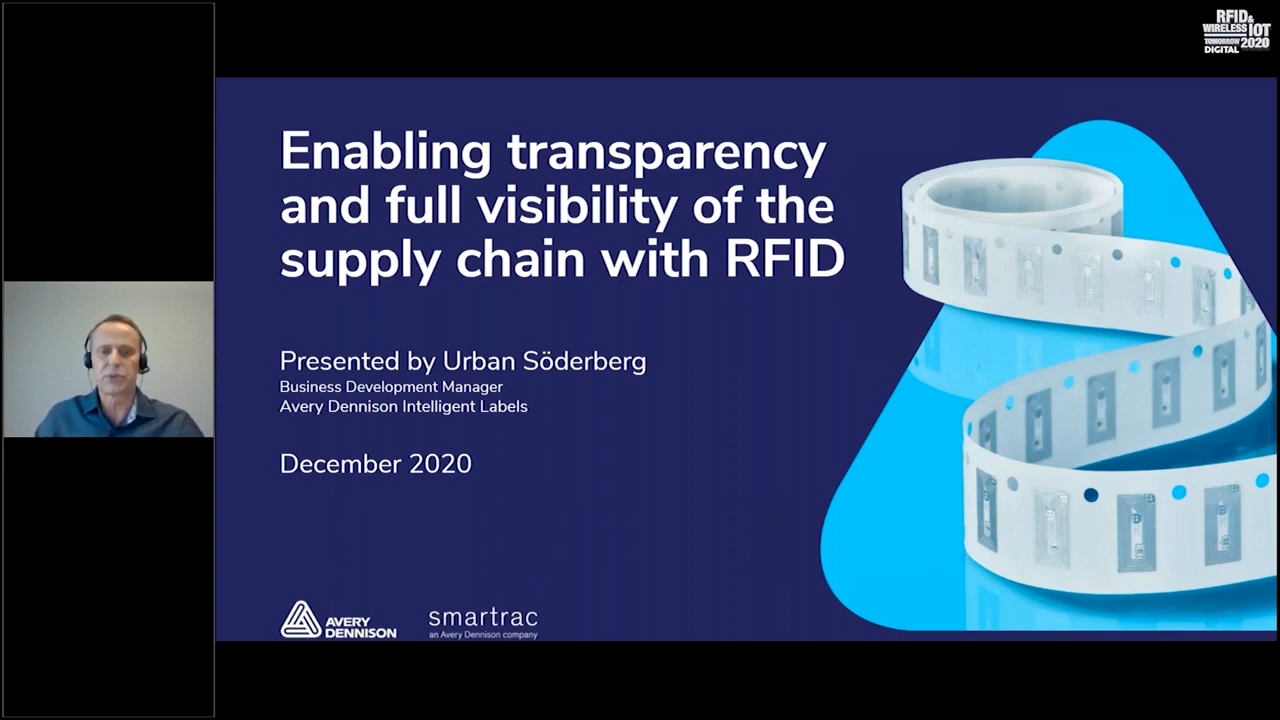 RFID&
WIRELESS IOT
TOMORROW 2020
DIGITAL
Enabling transparency
and full visibility of the
supply chain with RFID
Presented by Urban Söderberg
Business Development Manager
Avery Dennison Intelligent Labels
December 2020
AVERY
DENNISON
smartrac
an Avery Dennison company